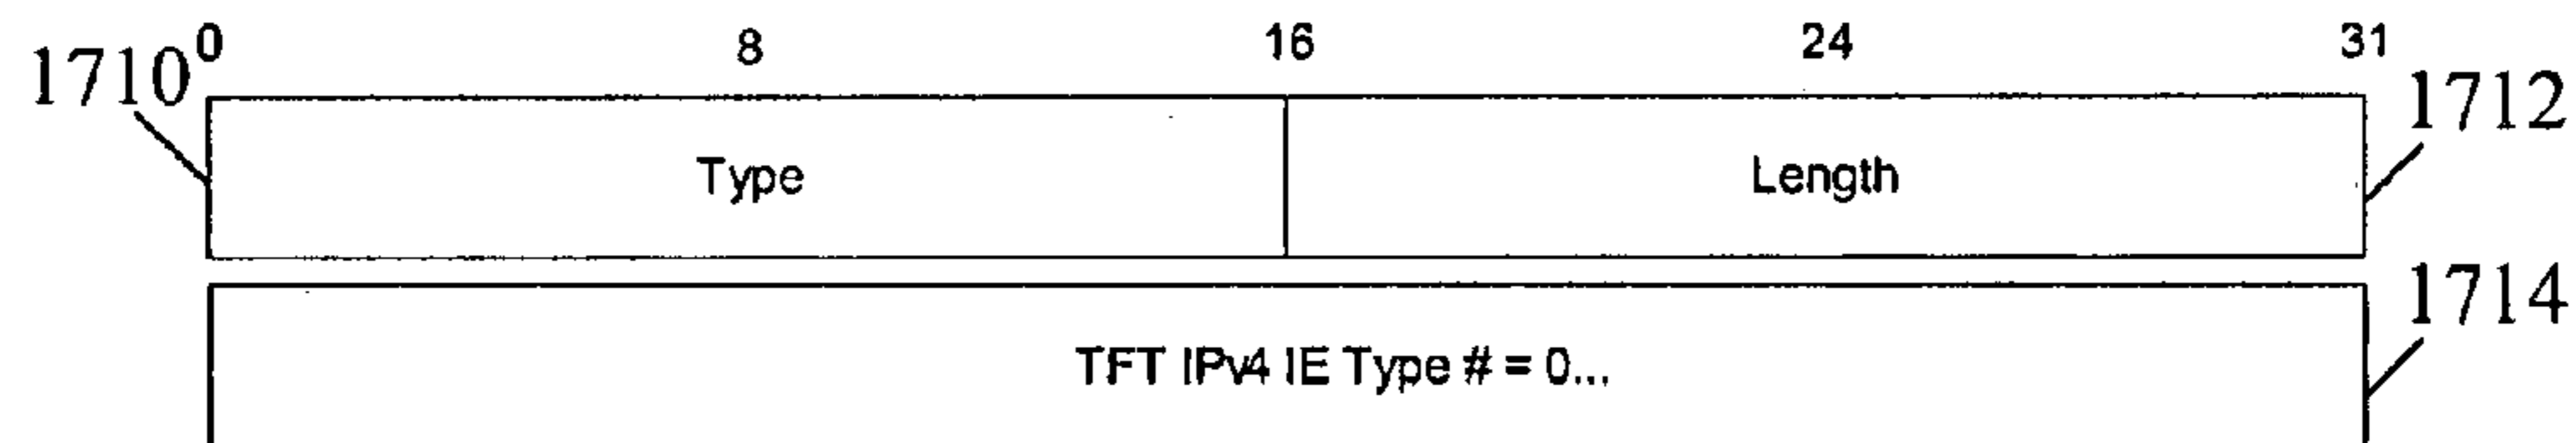 0 8 16 24 31
1710 1712
Type Length
1714
TFT IPv4 IE Type # = 0...